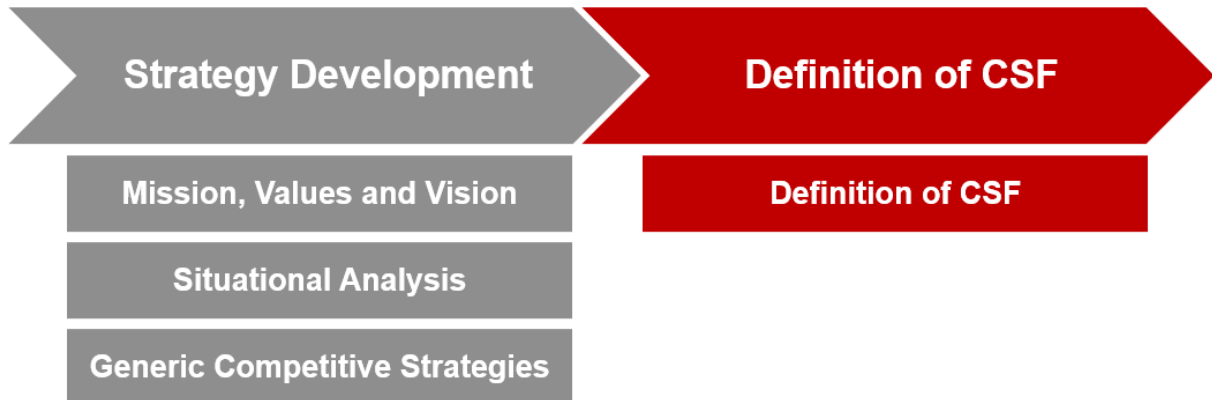 Strategy Development
Definition of CSF
Mission, Values and Vision
Definition of CSF
Situational Analysis
Generic Competitive Strategies